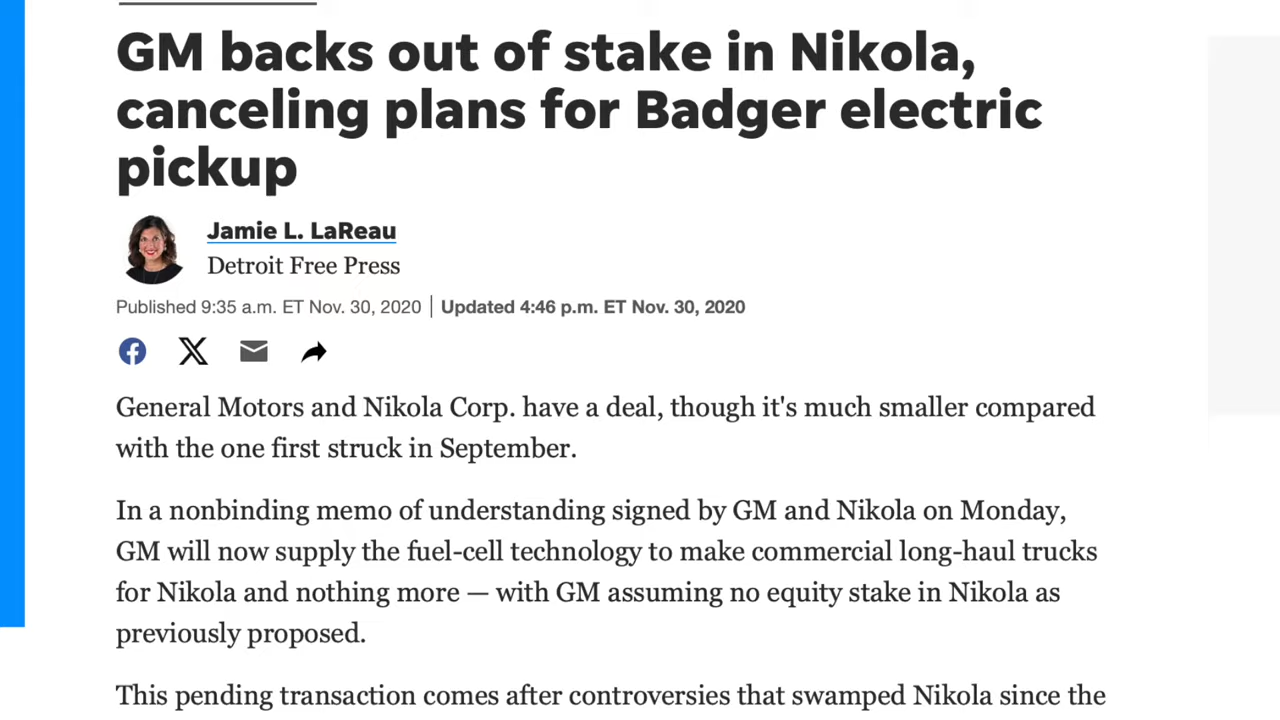 GM backs out of stake in Nikola,
canceling plans for Badger electric
pickup
Jamie L. LaReau
Detroit Free Press
Published 9:35 a.m. ET Nov. 30, 2020 | Updated 4:46 p.m. ET Nov. 30, 2020
General Motors and Nikola Corp. have a deal, though it's much smaller compared
with the one first struck in September.
In a nonbinding memo of understanding signed by GM and Nikola on Monday,
GM will now supply the fuel-cell technology to make commercial long-haul trucks
for Nikola and nothing more — with GM assuming no equity stake in Nikola as
previously proposed.
This pending transaction comes after controversies that swamped Nikola since the